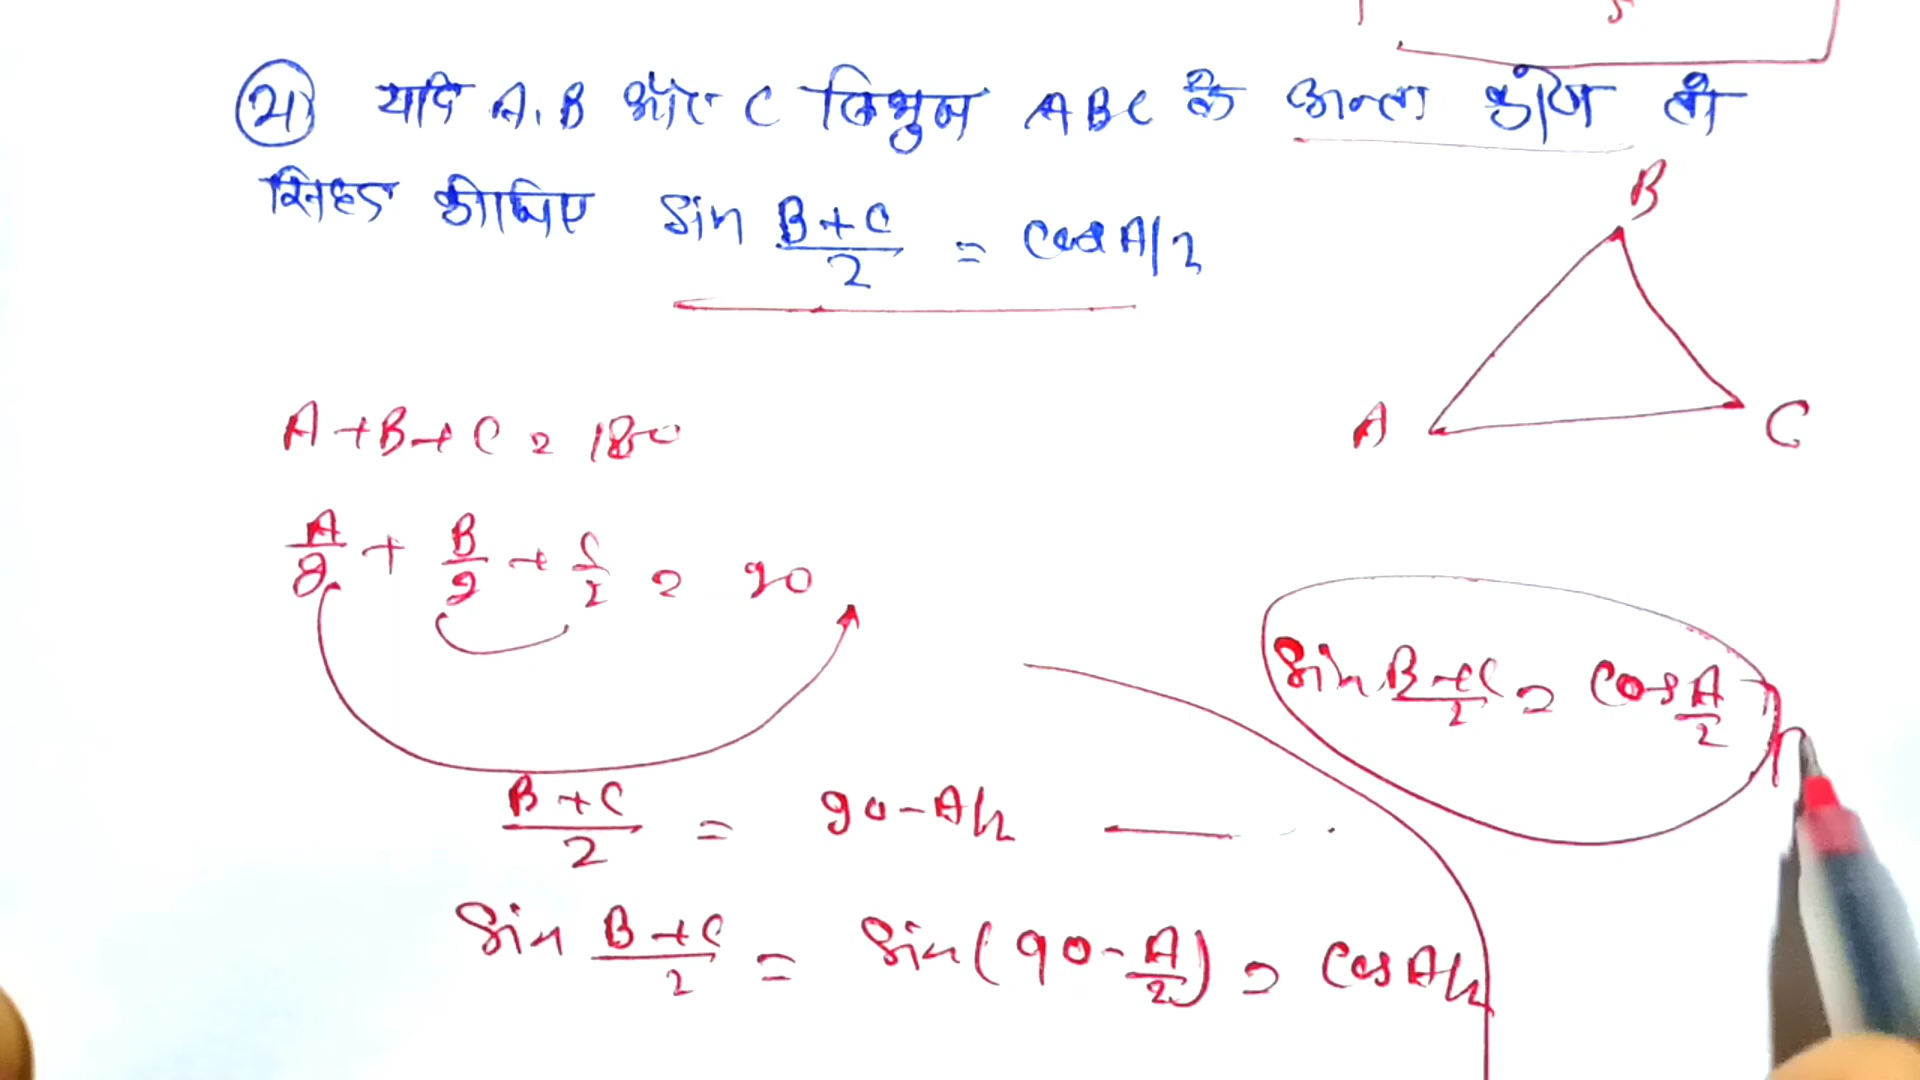 21 यदि A, B और C त्रिभुज ABC के अन्तः कोण हो
सिद्ध कीजिए sin B+C/2 = cos A/2
B
A
C
A+B+C = 180
A/2 + B/2 + C/2 = 90
B+C/2 = 90-A/2
sin B+C/2 = sin(90-A/2) = cos A/2
sin B+C/2 = cos A/2